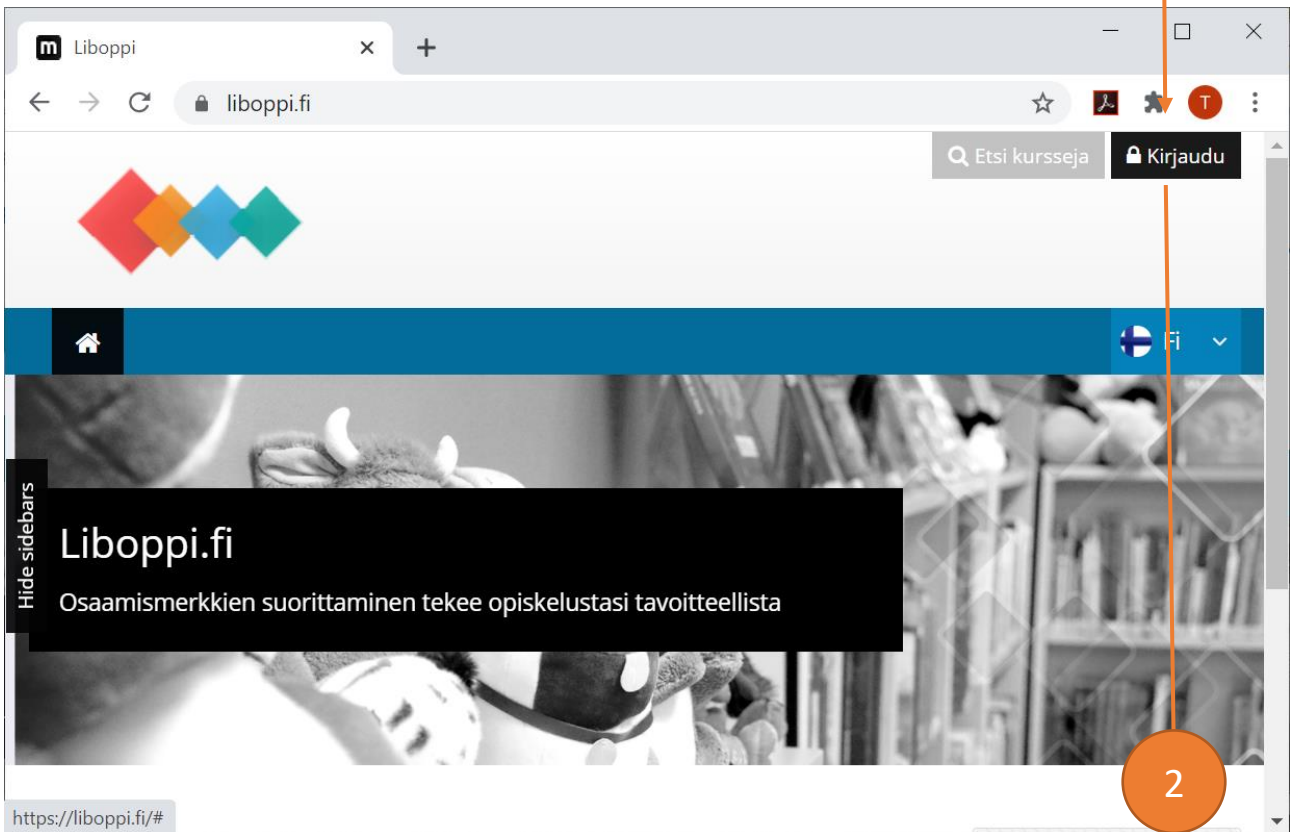 m Liboppi
liboppi.fi
T
Etsi kursseja
Kirjaudu
Fi
Hide sidebars
Liboppi.fi
Osaamismerkkien suorittaminen tekee opiskelustasi tavoitteellista
2
https://liboppi.fi/#